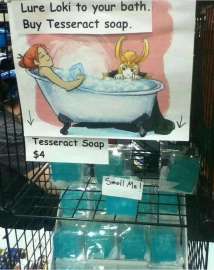 Lure Loki to your bath.
Buy Tesseract soap.
Tesseract Soap
$4
Smell Me!